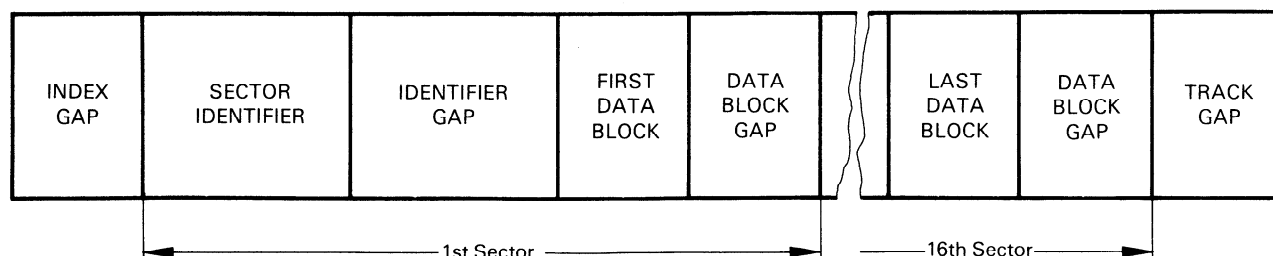 INDEX
GAP
SECTOR
IDENTIFIER
IDENTIFIER
GAP
FIRST
DATA
BLOCK
DATA
BLOCK
GAP
LAST
DATA
BLOCK
DATA
BLOCK
GAP
TRACK
GAP
1st Sector
16th Sector